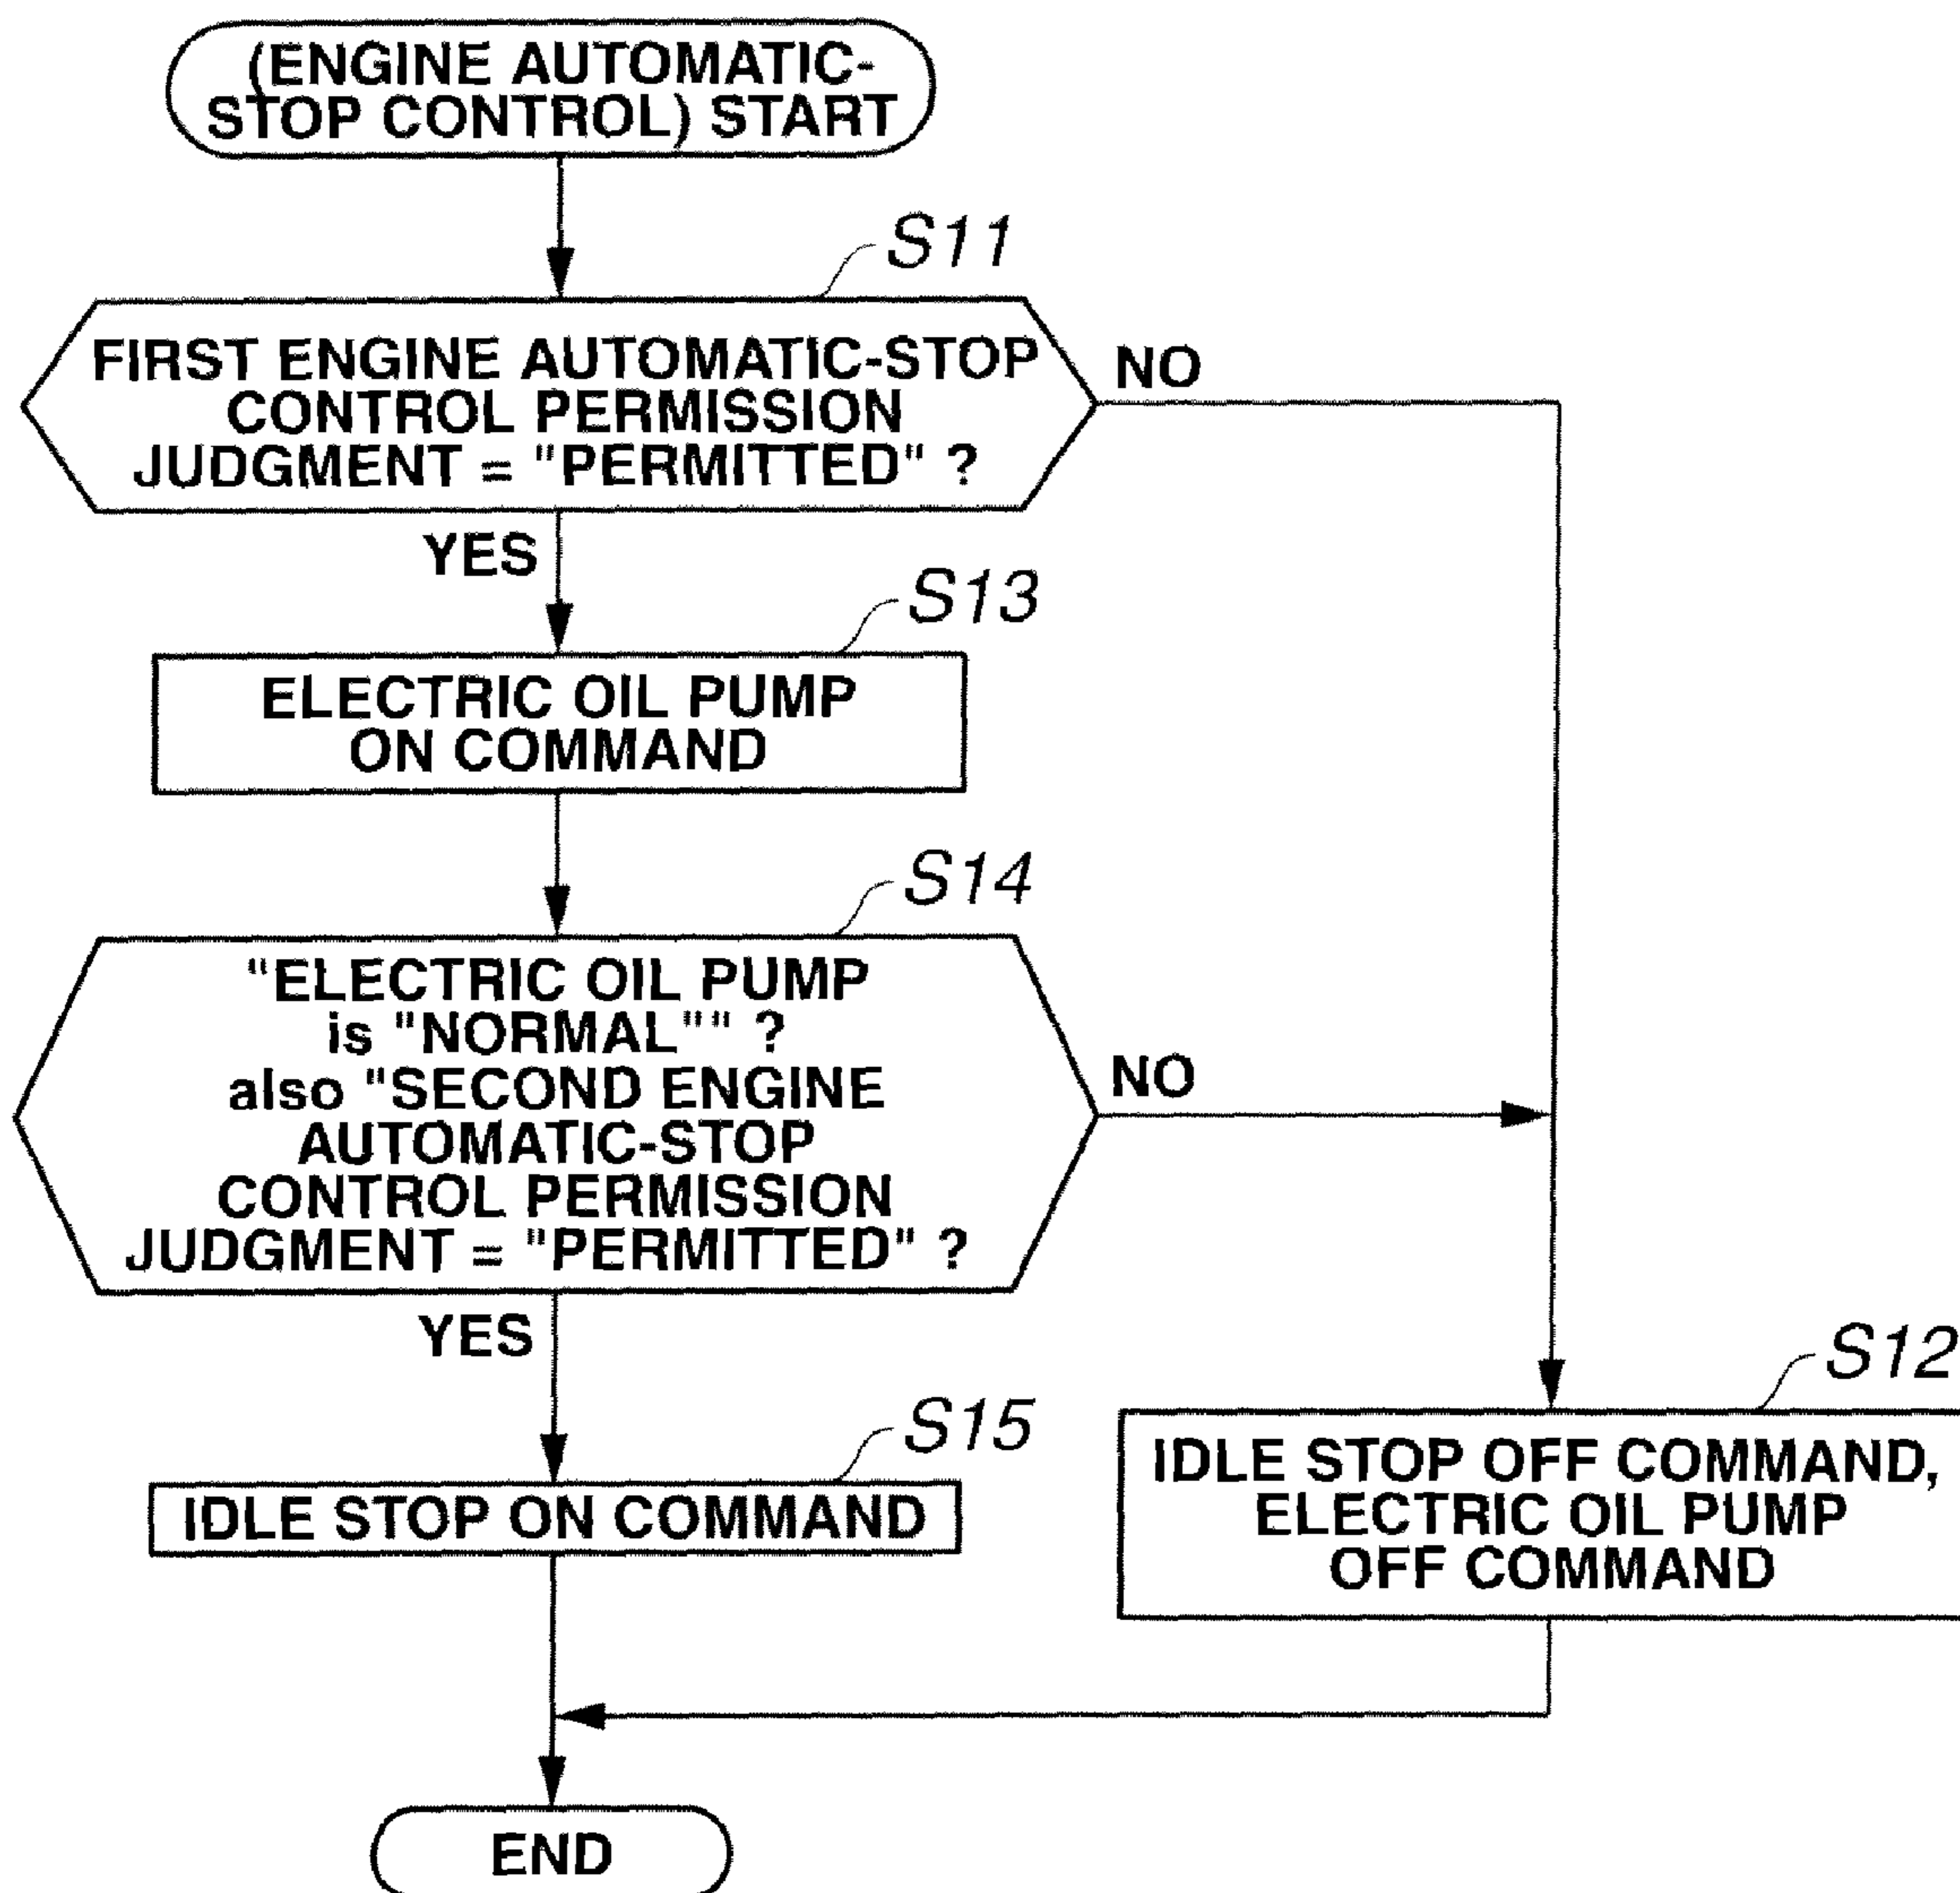 (ENGINE AUTOMATIC-
STOP CONTROL) START
S11
FIRST ENGINE AUTOMATIC-STOP
CONTROL PERMISSION
JUDGMENT = "PERMITTED" ?
NO
YES
S13
ELECTRIC OIL PUMP
ON COMMAND
S14
"ELECTRIC OIL PUMP
is "NORMAL"" ?
also "SECOND ENGINE
AUTOMATIC-STOP
CONTROL PERMISSION
JUDGMENT = "PERMITTED" ?
NO
YES
S15
IDLE STOP ON COMMAND
S12
IDLE STOP OFF COMMAND,
ELECTRIC OIL PUMP
OFF COMMAND
END